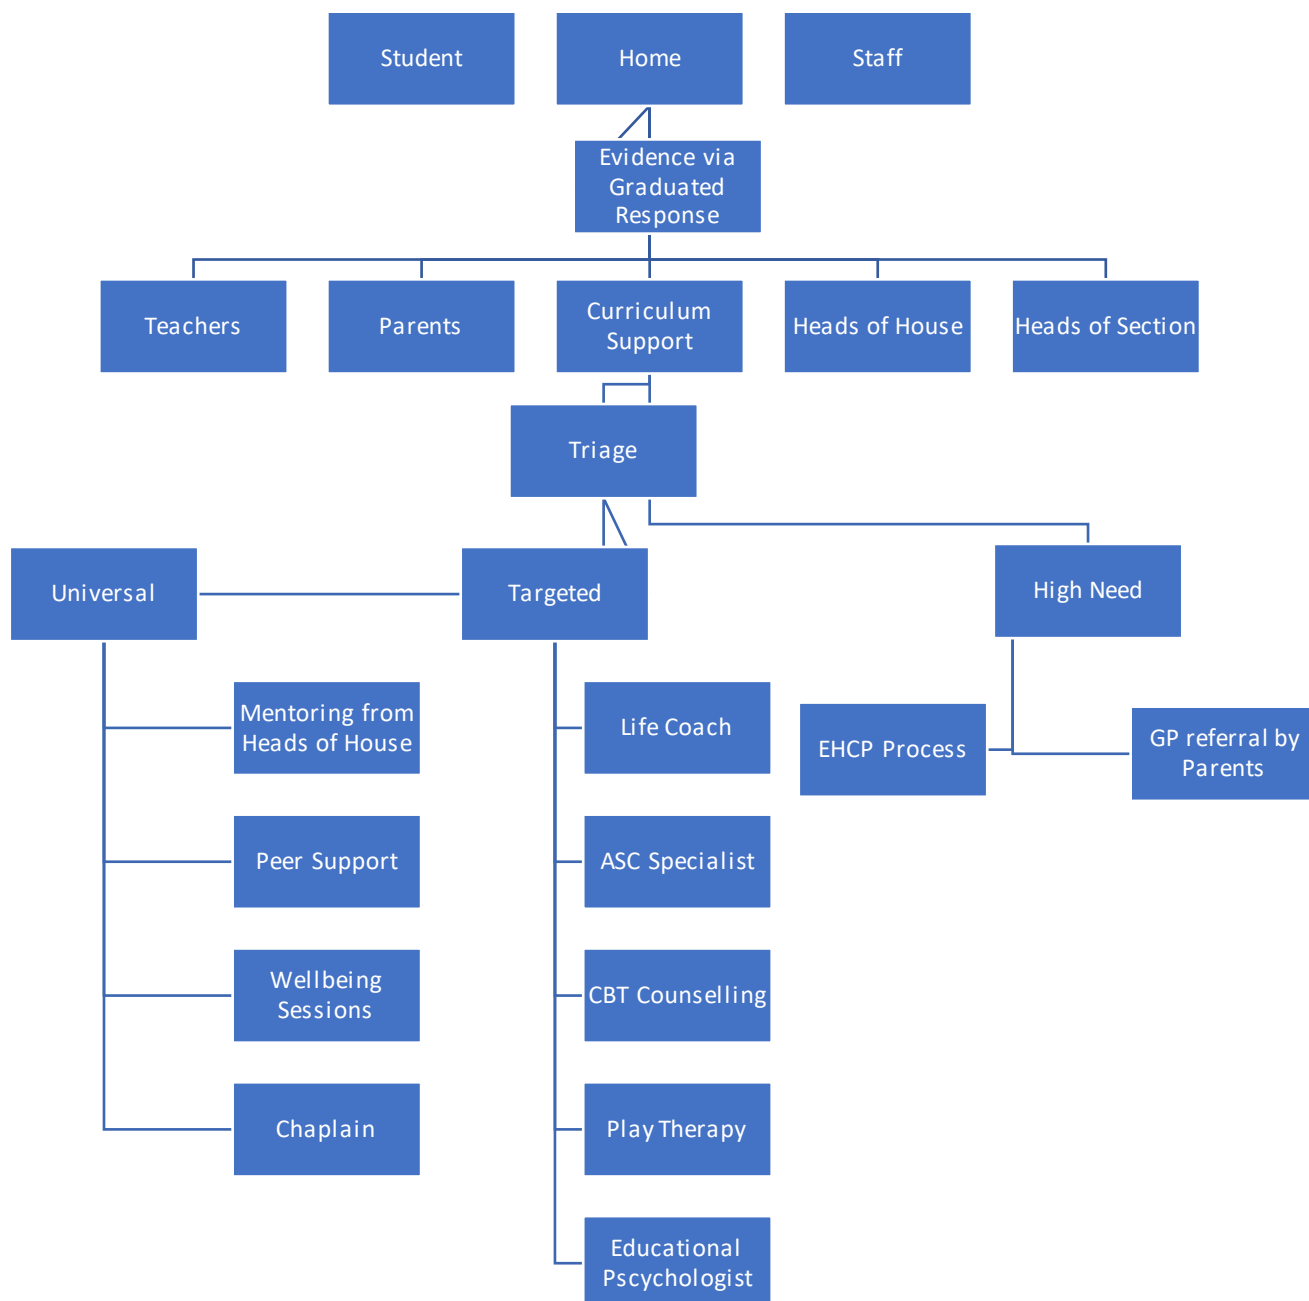 Student
Home
Staff
Evidence via
Graduated
Response
Teachers
Parents
Curriculum
Support
Heads of House
Heads of Section
Triage
Universal
Targeted
High Need
Mentoring from
Heads of House
Peer Support
Wellbeing
Sessions
Chaplain
Life Coach
ASC Specialist
CBT Counselling
Play Therapy
Educational
Pscychologist
EHCP Process
GP referral by
Parents